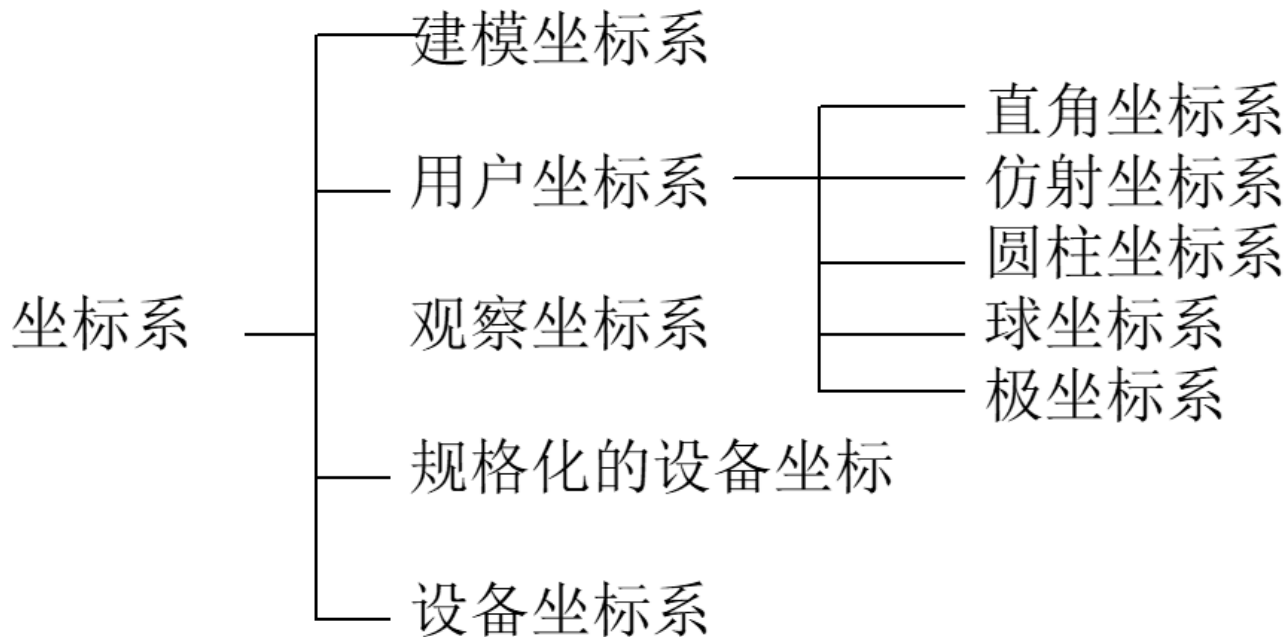 坐标系
建模坐标系
用户坐标系
观察坐标系
规格化的设备坐标
设备坐标系
直角坐标系
仿射坐标系
圆柱坐标系
球坐标系
极坐标系